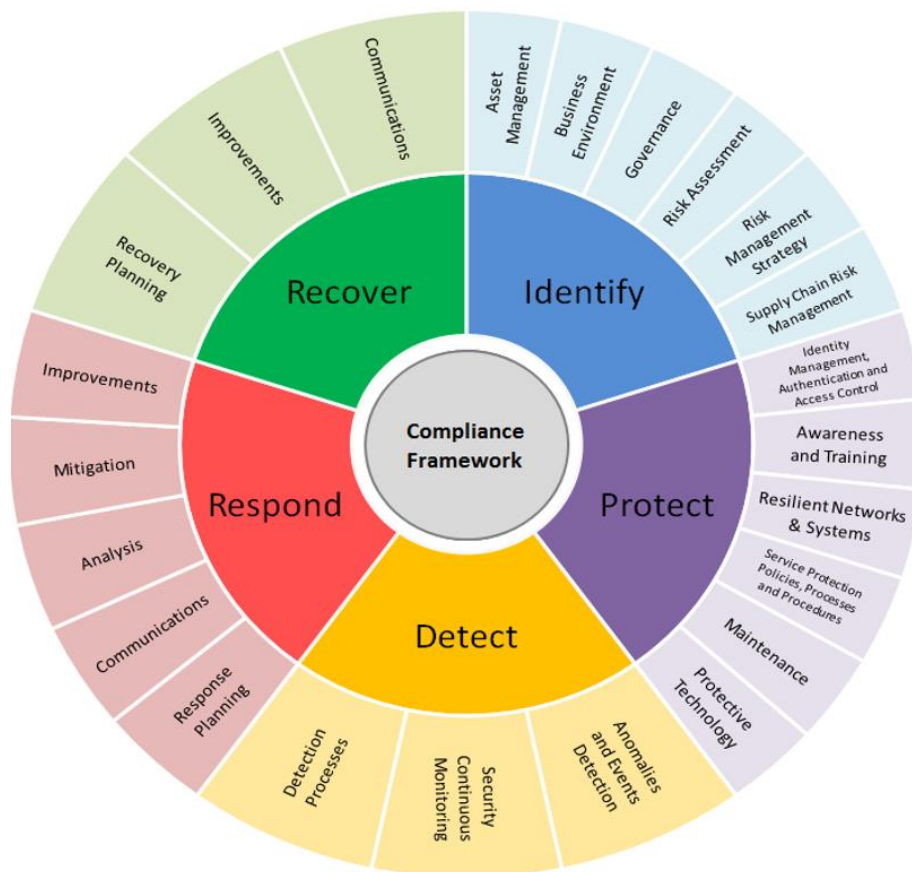 Compliance
Framework
Identify
Asset
Management
Business
Environment
Governance
Risk Assessment
Risk
Management
Strategy
Supply Chain Risk
Management
Protect
Identity
Management,
Authentication and
Access Control
Awareness
and Training
Resilient Networks
& Systems
Service Protection
Policies, Processes
and Procedures
Maintenance
Protective
Technology
Detect
Anomalies
and Events
Detection
Security
Continuous
Monitoring
Detection
Processes
Respond
Response
Planning
Communications
Analysis
Mitigation
Improvements
Recover
Recovery
Planning
Improvements
Communications